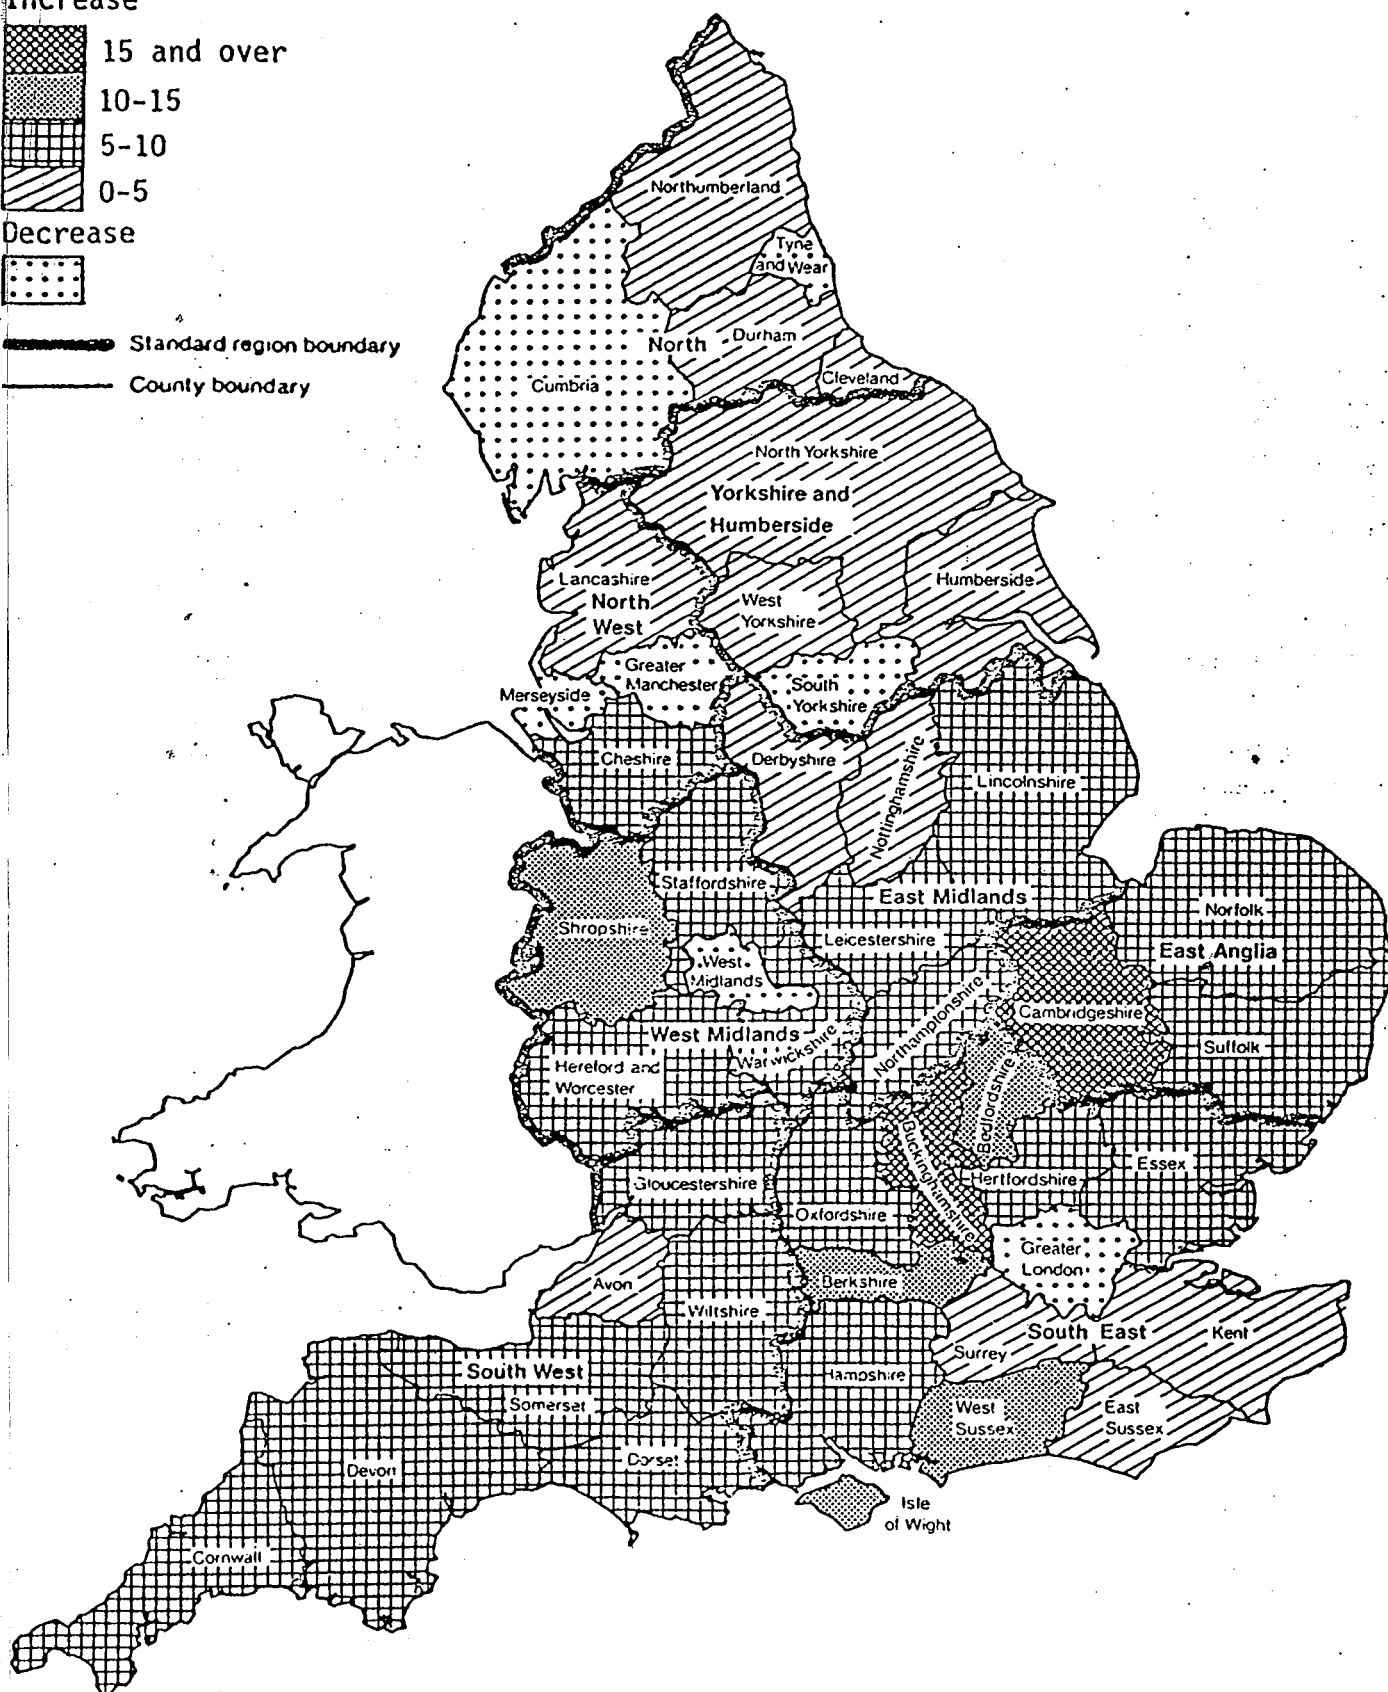 Increase
15 and over
10-15
5-10
0-5
Decrease
Standard region boundary
County boundary
Northumberland
Tyne
and Wear
Durham
North
Cleveland
Cumbria
North Yorkshire
Yorkshire and
Humberside
Humberside
Lancashire
North
West
West
Yorkshire
Greater
Manchester
South
Yorkshire
Merseyside
Cheshire
Derbyshire
Nottinghamshire
Lincolnshire
Staffordshire
East Midlands
Norfolk
Shropshire
Leicestershire
East Anglia
West
Midlands
Cambridgeshire
Northamptonshire
West Midlands
Warwickshire
Suffolk
Hereford and
Worcester
Bedfordshire
Buckinghamshire
Essex
Gloucestershire
Hertfordshire
Oxfordshire
Greater
London
Avon
Berkshire
Wiltshire
South East
Kent
Surrey
South West
Hampshire
Somerset
West
Sussex
East
Sussex
Devon
Dorset
Isle
of Wight
Cornwall